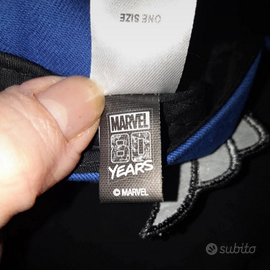 ONE SIZE
MARVEL
80
YEARS
© MARVEL
subito